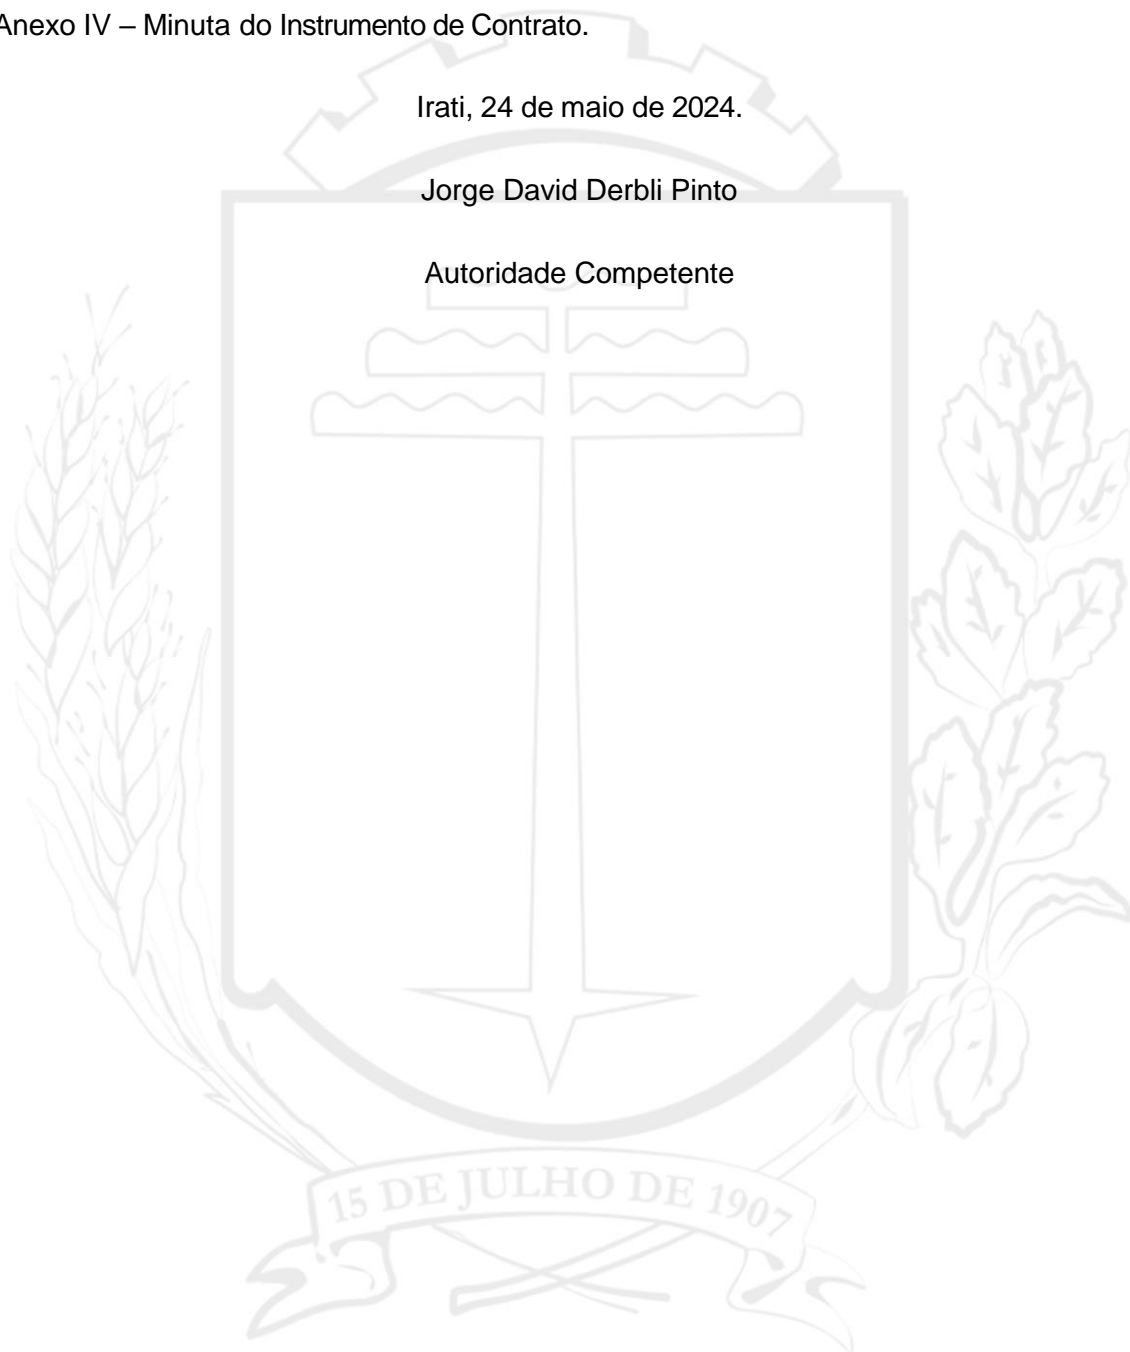 Anexo IV – Minuta do Instrumento de Contrato.
Irati, 24 de maio de 2024.
Jorge David Derbli Pinto
Autoridade Competente
15 DE JULHO DE 1907